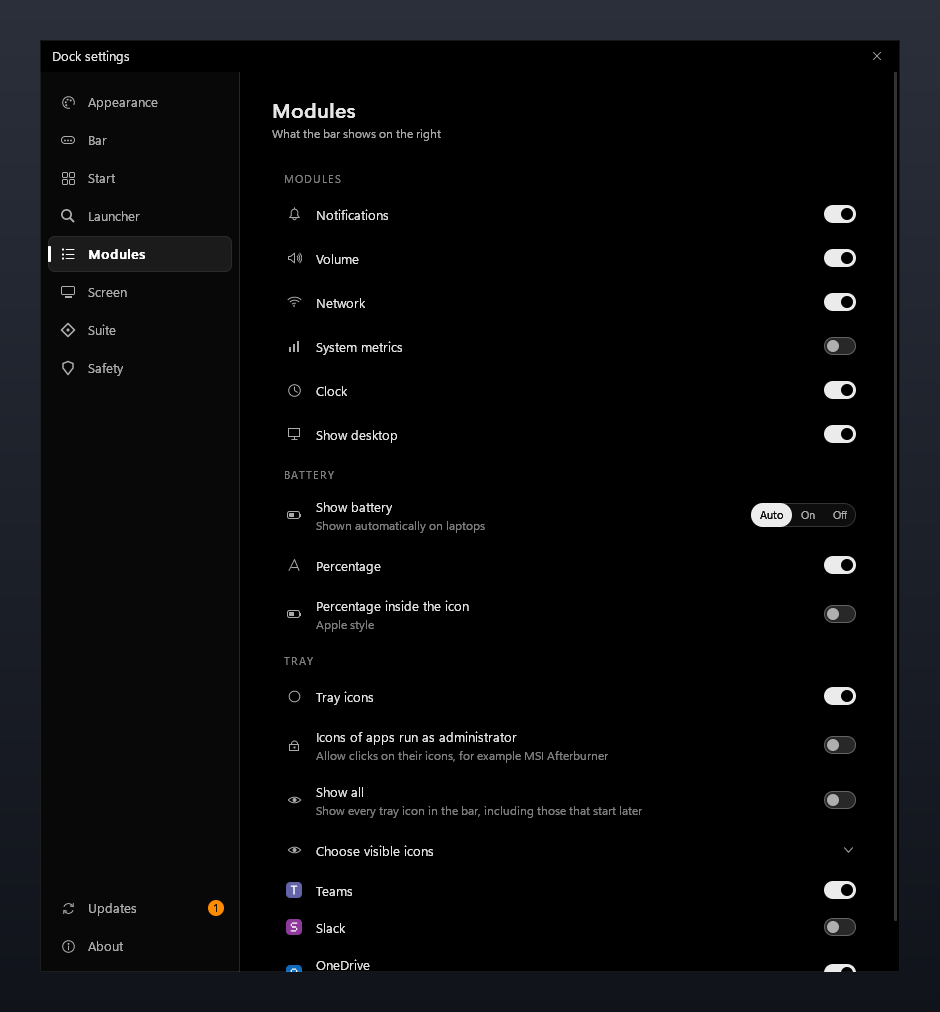 Dock settings
Appearance
Bar
Start
Launcher
Modules
Screen
Suite
Safety
Updates
1
About
Modules
What the bar shows on the right
MODULES
Notifications
Volume
Network
System metrics
Clock
Show desktop
BATTERY
Show battery
Shown automatically on laptops
Auto On Off
Percentage
Percentage inside the icon
Apple style
TRAY
Tray icons
Icons of apps run as administrator
Allow clicks on their icons, for example MSI Afterburner
Show all
Show every tray icon in the bar, including those that start later
Choose visible icons
T Teams
S Slack
OneDrive